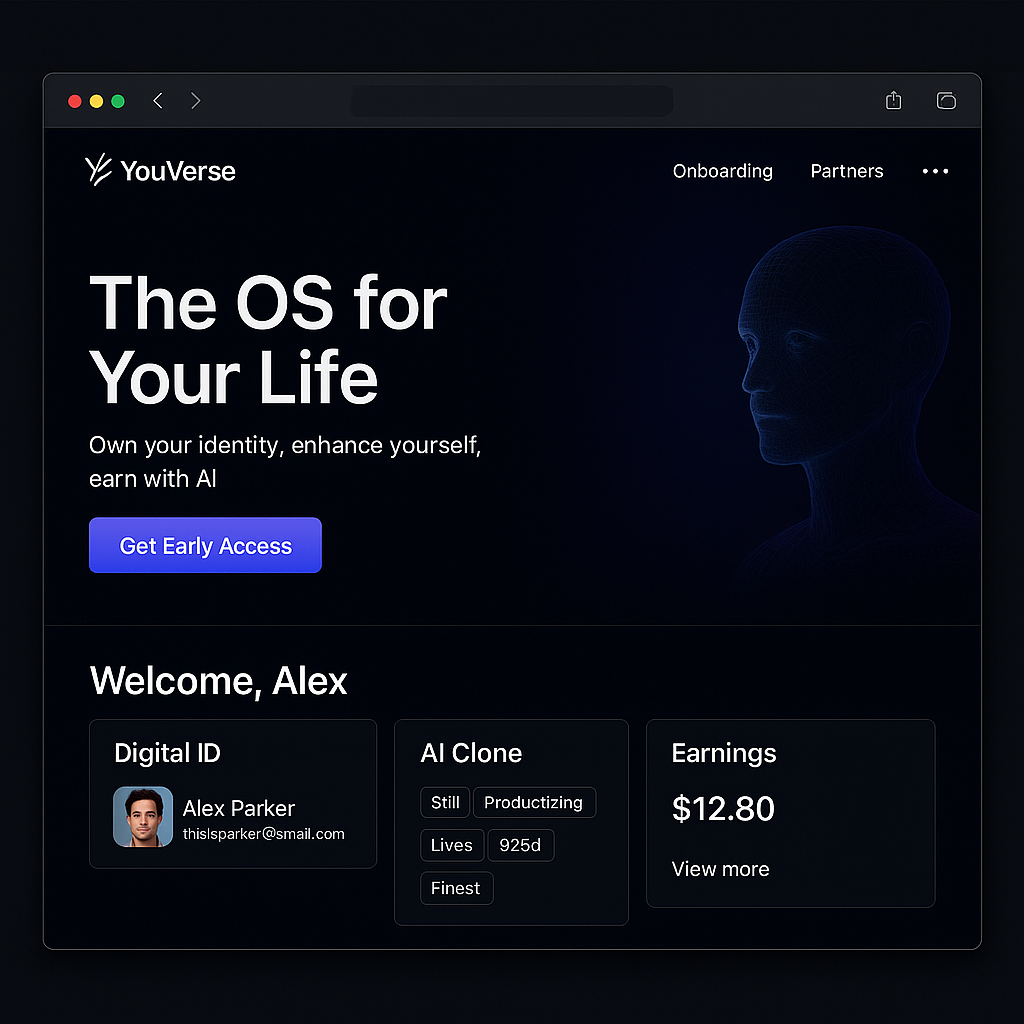 YouVerse
Onboarding Partners
The OS for
Your Life
Own your identity, enhance yourself,
earn with AI
Get Early Access
Welcome, Alex
Digital ID
Alex Parker
thisIsparker@smail.com
AI Clone
Still Productizing
Lives 925d
Finest
Earnings
$12.80
View more